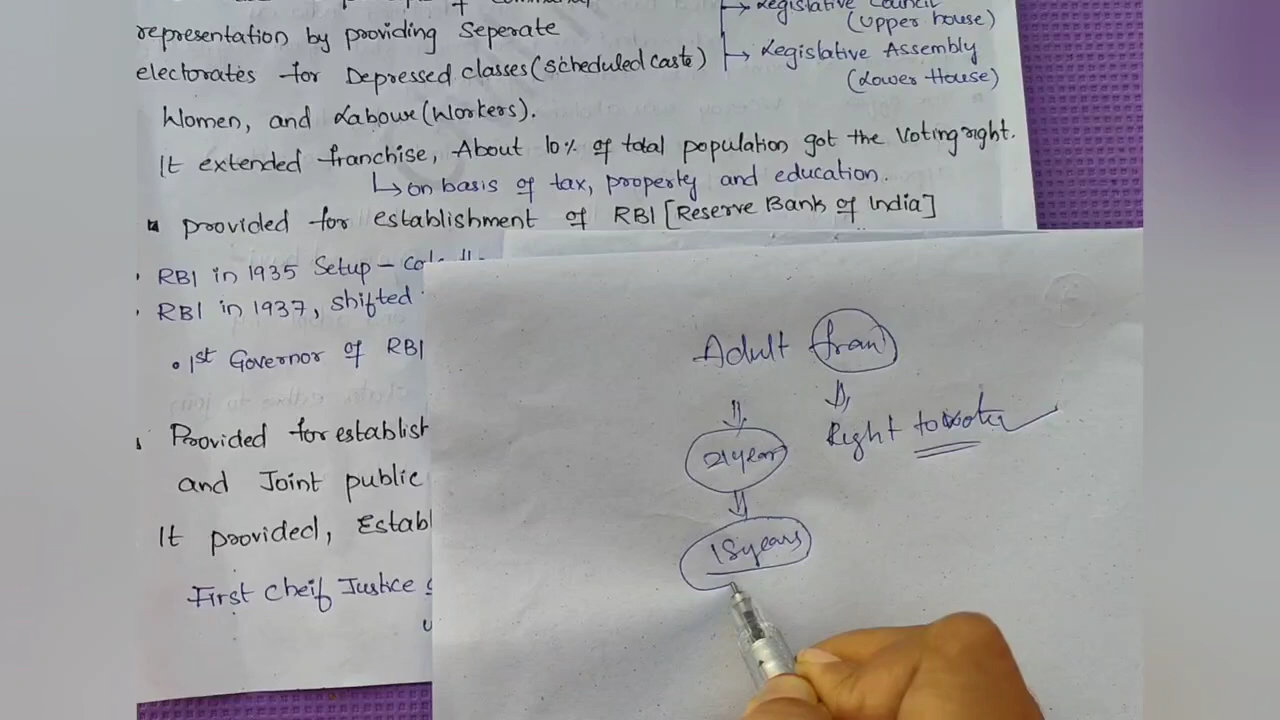 Legislative Council
(Upper house)
representation by providing Seperate
electorates for Depressed classes (Scheduled caste)
Legislative Assembly
(Lower House)
Women, and Labour (Workers).
It extended franchise, About 10% of total population got the Voting right.
on basis of tax, property and education.
provided for establishment of RBI [Reserve Bank of India]
RBI in 1935 Setup -
RBI in 1937, shifted
1st Governor of RBI
Provided for establish
and Joint public
It provided, Establ
First Cheif Justice
Adult fran
Right to vote
21 year
18 years